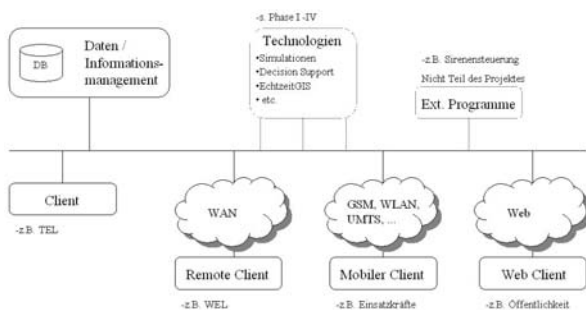 -s. Phase I -IV
DB
Daten /
Informations-
management
Technologien
•Simulationen
•Decision Support
•EchtzeitGIS
• etc.
-z.B. Sirenensteuerung
Nicht Teil des Projektes
Ext. Programme
Client
-z.B. TEL
WAN
Remote Client
-z.B. WEL
GSM, WLAN,
UMTS, ...
Mobiler Client
-z.B. Einsatzkräfte
Web
Web Client
-z.B. Öffentlichkeit